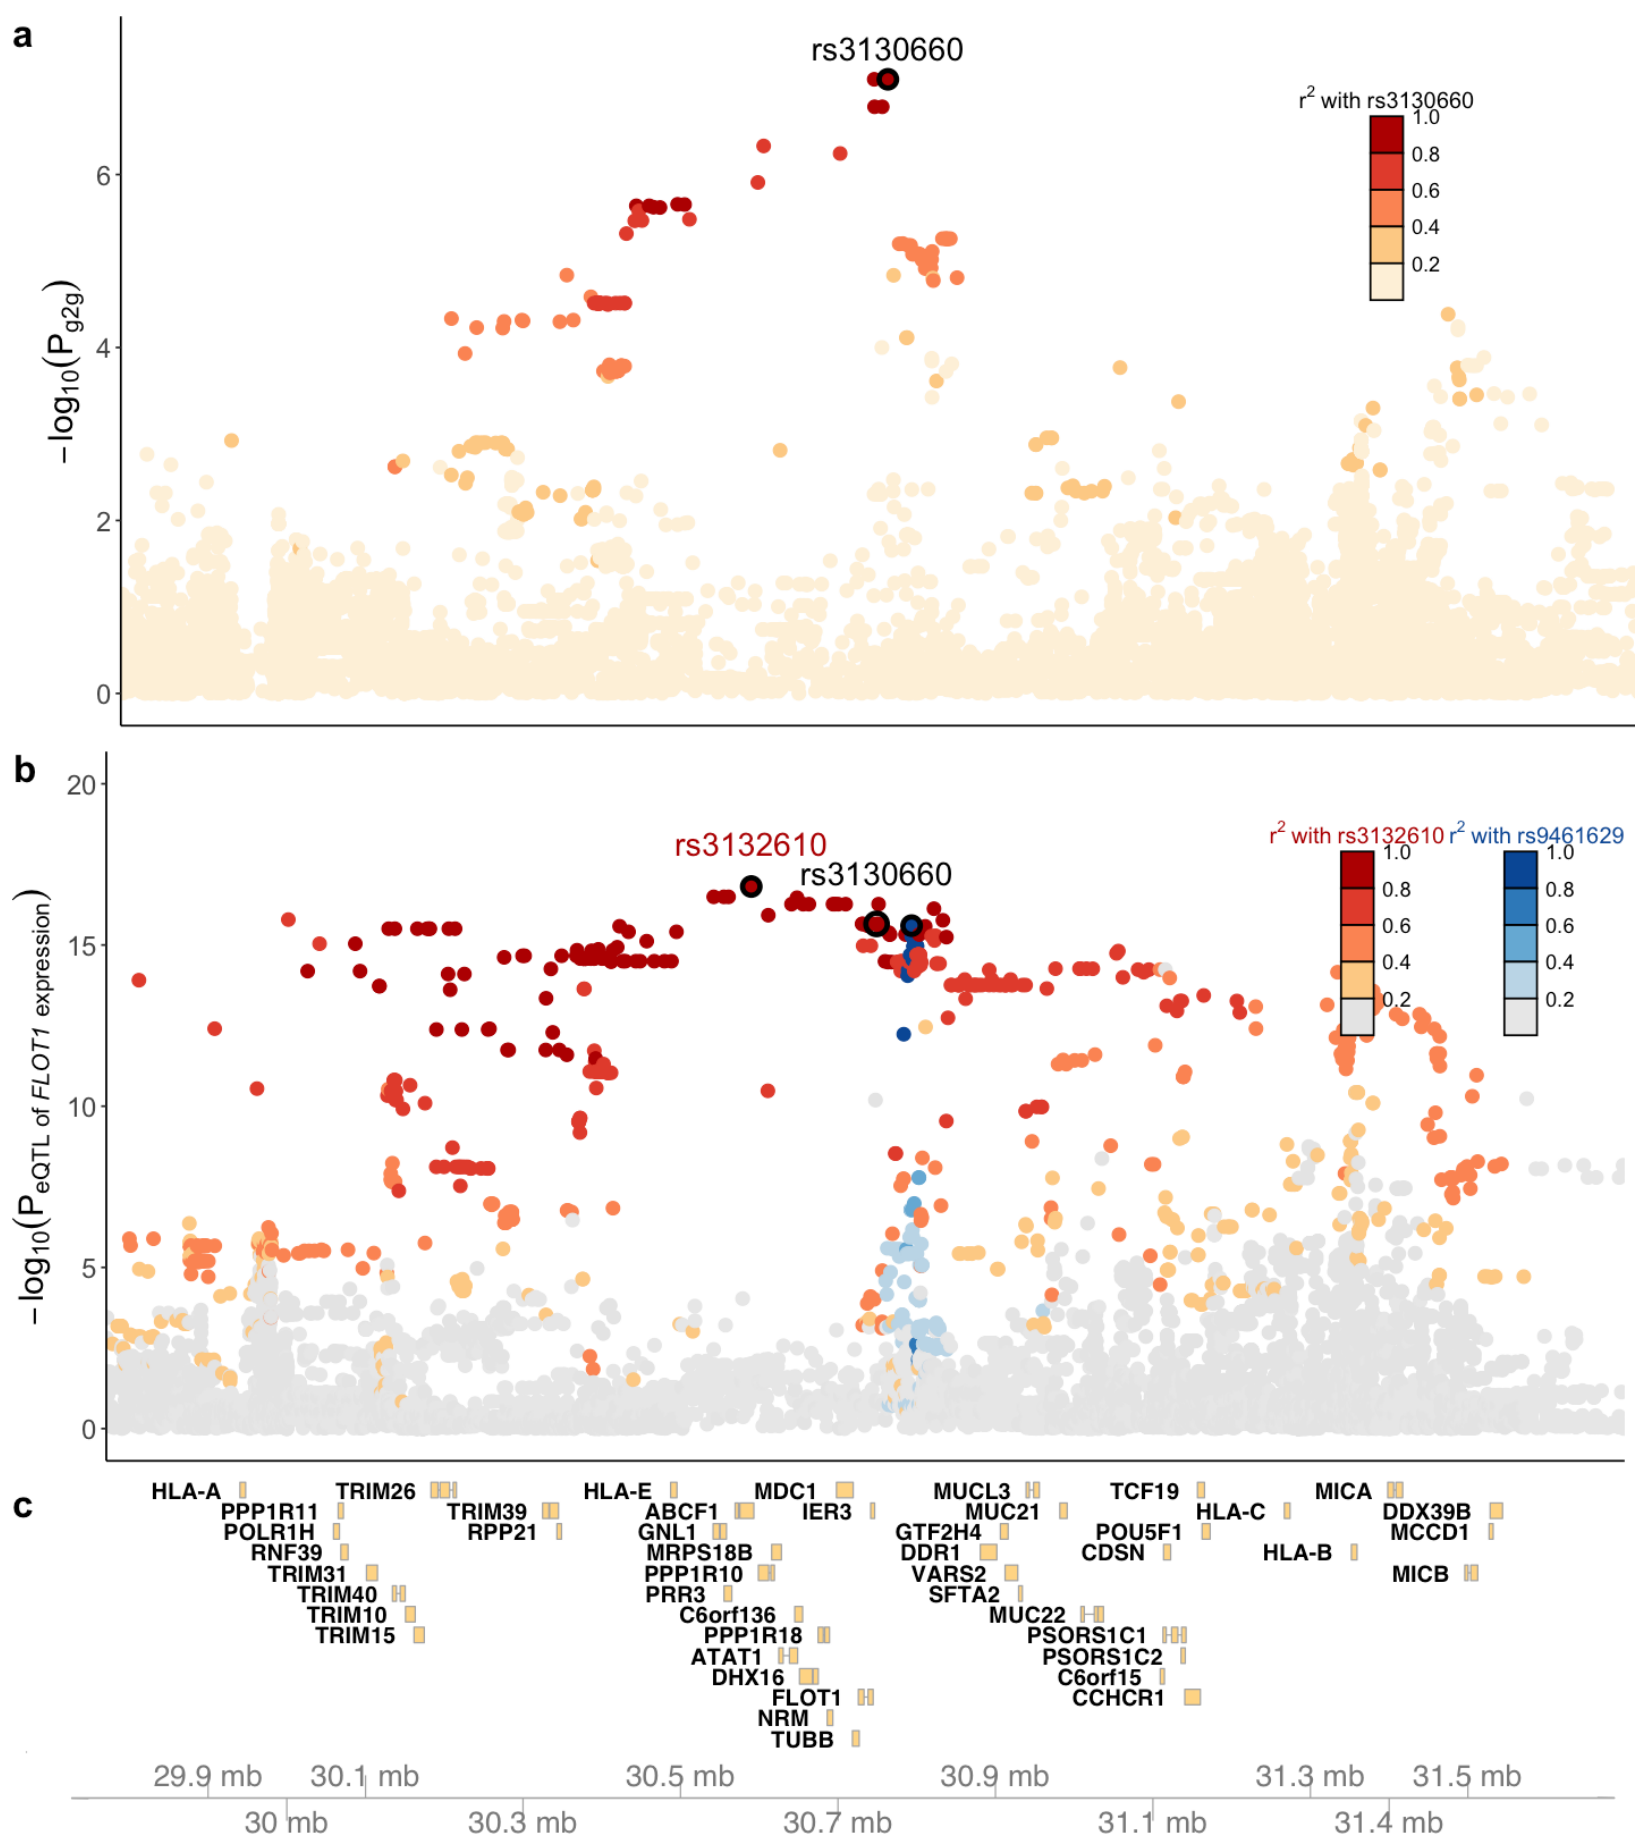 a
rs3130660
r2 with rs3130660
1.0
0.8
0.6
0.4
0.2
6
4
2
0
−log10(Pg2g)
b
20
15
10
5
0
−log10(PeQTL of FLOT1 expression)
rs3132610
rs3130660
r2 with rs3132610 r2 with rs9461629
1.0 1.0
0.8 0.8
0.6 0.6
0.4 0.4
0.2 0.2
c
HLA-A TRIM26 HLA-E MDC1 MUCL3 TCF19 MICA
PPP1R11 TRIM39 ABCF1 IER3 MUC21 HLA-C DDX39B
POLR1H RPP21 GNL1 GTF2H4 POU5F1 MCCD1
RNF39 MRPS18B DDR1 CDSN HLA-B
TRIM31 PPP1R10 VARS2 MICB
TRIM40 PRR3 SFTA2
TRIM10 C6orf136 MUC22
TRIM15 PPP1R18 PSORS1C1
ATAT1 PSORS1C2
DHX16 C6orf15
FLOT1 CCHCR1
NRM
TUBB
29.9 mb 30.1 mb 30.5 mb 30.9 mb 31.3 mb 31.5 mb
30 mb 30.3 mb 30.7 mb 31.1 mb 31.4 mb